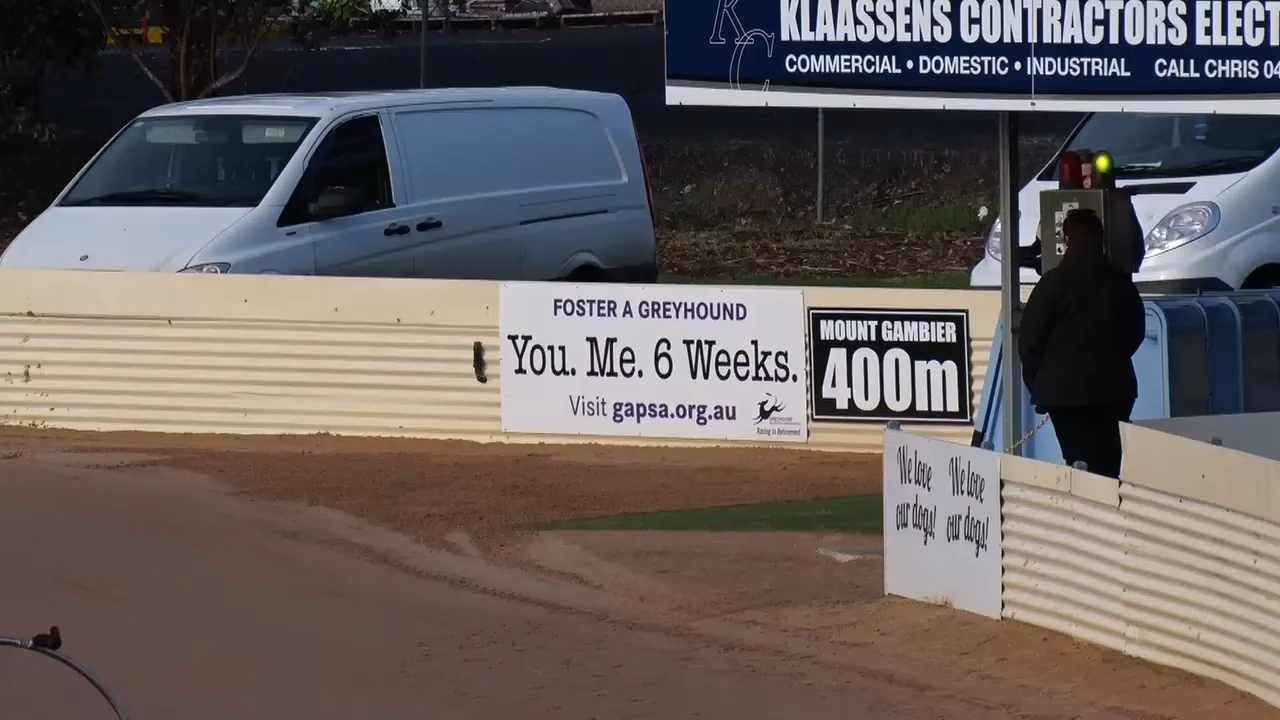 KC
KLAASSENS CONTRACTORS ELECT
COMMERCIAL • DOMESTIC • INDUSTRIAL CALL CHRIS 04
FOSTER A GREYHOUND
You. Me. 6 Weeks.
Visit gapsa.org.au
Racing to Retirement
MOUNT GAMBIER
400m
We love
our dogs!
We love
our dogs!